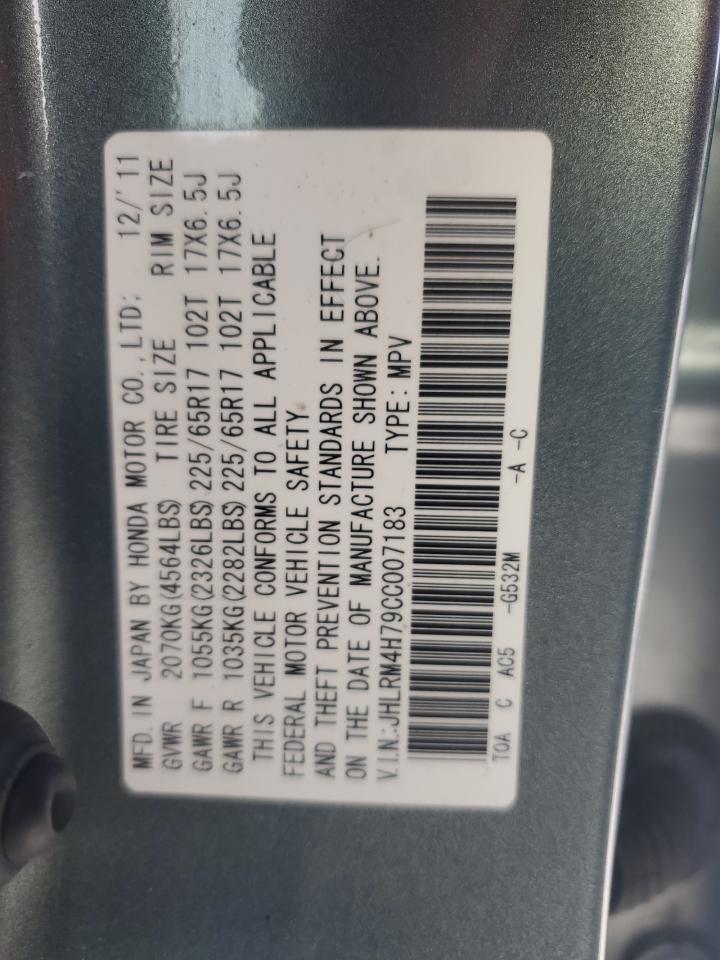 MFD. IN JAPAN BY HONDA MOTOR CO.,LTD: 12/'11
GVWR 2070KG(4564LBS) TIRE SIZE RIM SIZE
GAWR F 1055KG(2326LBS) 225/65R17 102T 17X6.5J
GAWR R 1035KG(2282LBS) 225/65R17 102T 17X6.5J
THIS VEHICLE CONFORMS TO ALL APPLICABLE
FEDERAL MOTOR VEHICLE SAFETY
AND THEFT PREVENTION STANDARDS IN EFFECT
ON THE DATE OF MANUFACTURE SHOWN ABOVE.
V.I.N:JHLRM4H79CC007183 TYPE:MPV
TOA C AC5 -G532M -A -C